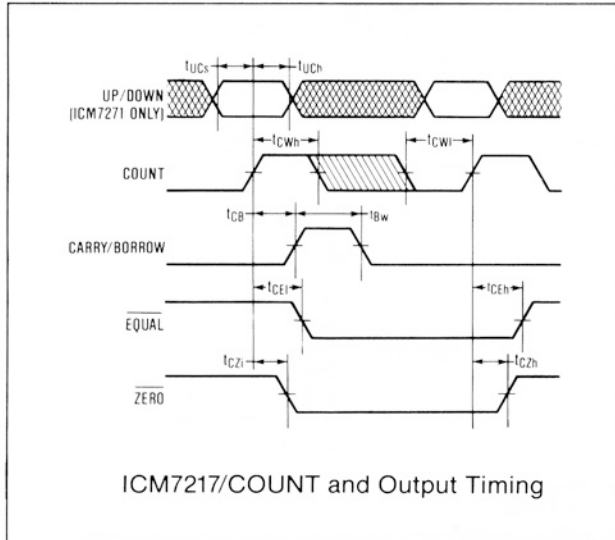 tUCs tUCh
UP/DOWN
(ICM7271 ONLY)
tCWh tCWl
COUNT
tCB tBw
CARRY/BORROW
tCEl tCEh
EQUAL
tCZl tCZh
ZERO
ICM7217/COUNT and Output Timing